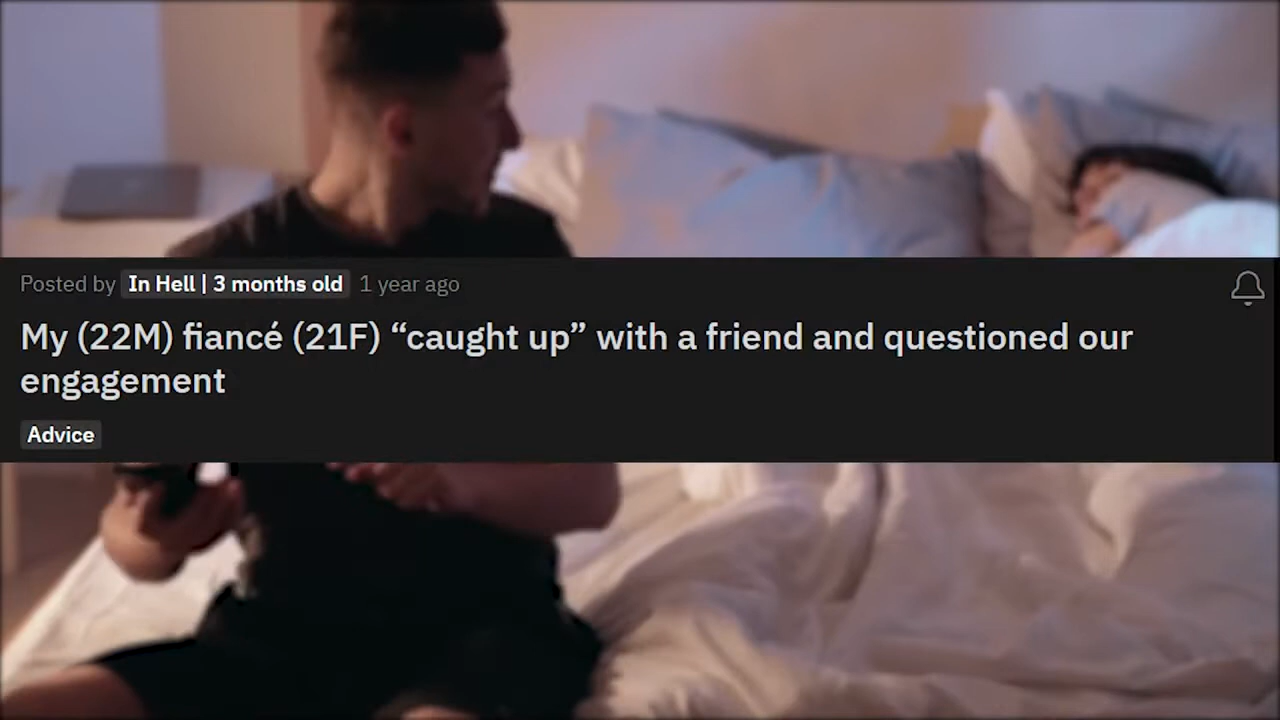 Posted by In Hell | 3 months old 1 year ago
My (22M) fiancé (21F) “caught up” with a friend and questioned our
engagement
Advice